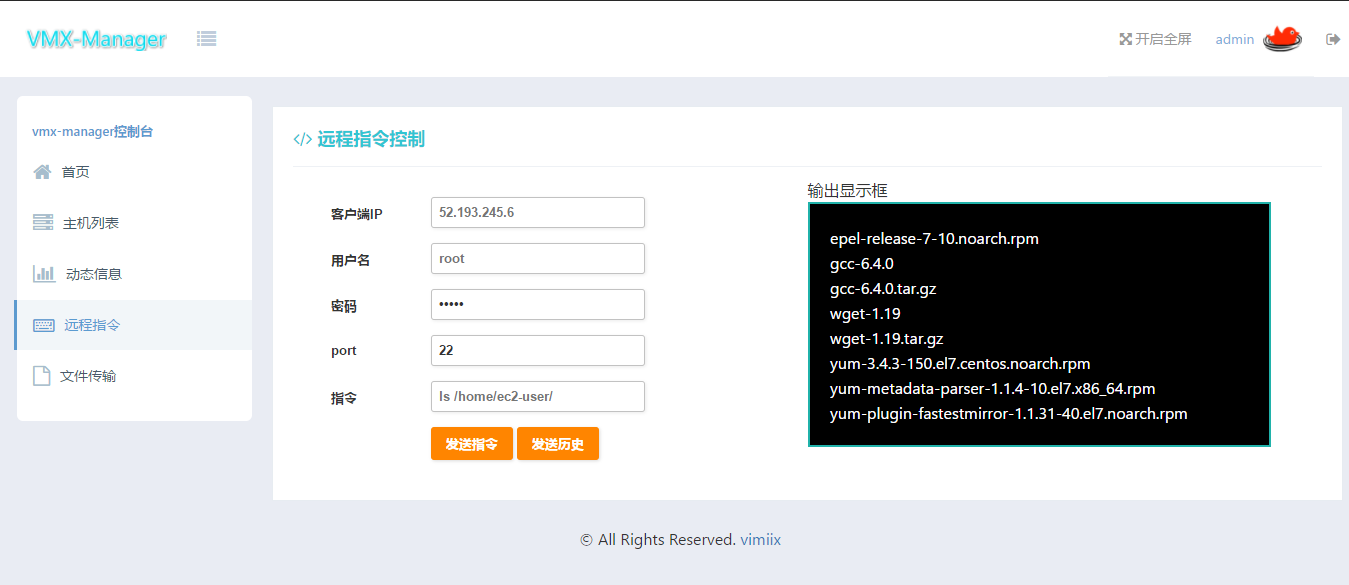 VMX-Manager
开启全屏 admin
vmx-manager控制台
首页
主机列表
动态信息
远程指令
文件传输
</> 远程指令控制
客户端IP 52.193.245.6
用户名 root
密码 •••••
port 22
指令 ls /home/ec2-user/
发送指令 发送历史
输出显示框
epel-release-7-10.noarch.rpm
gcc-6.4.0
gcc-6.4.0.tar.gz
wget-1.19
wget-1.19.tar.gz
yum-3.4.3-150.el7.centos.noarch.rpm
yum-metadata-parser-1.1.4-10.el7.x86_64.rpm
yum-plugin-fastestmirror-1.1.31-40.el7.noarch.rpm
© All Rights Reserved. vimiix